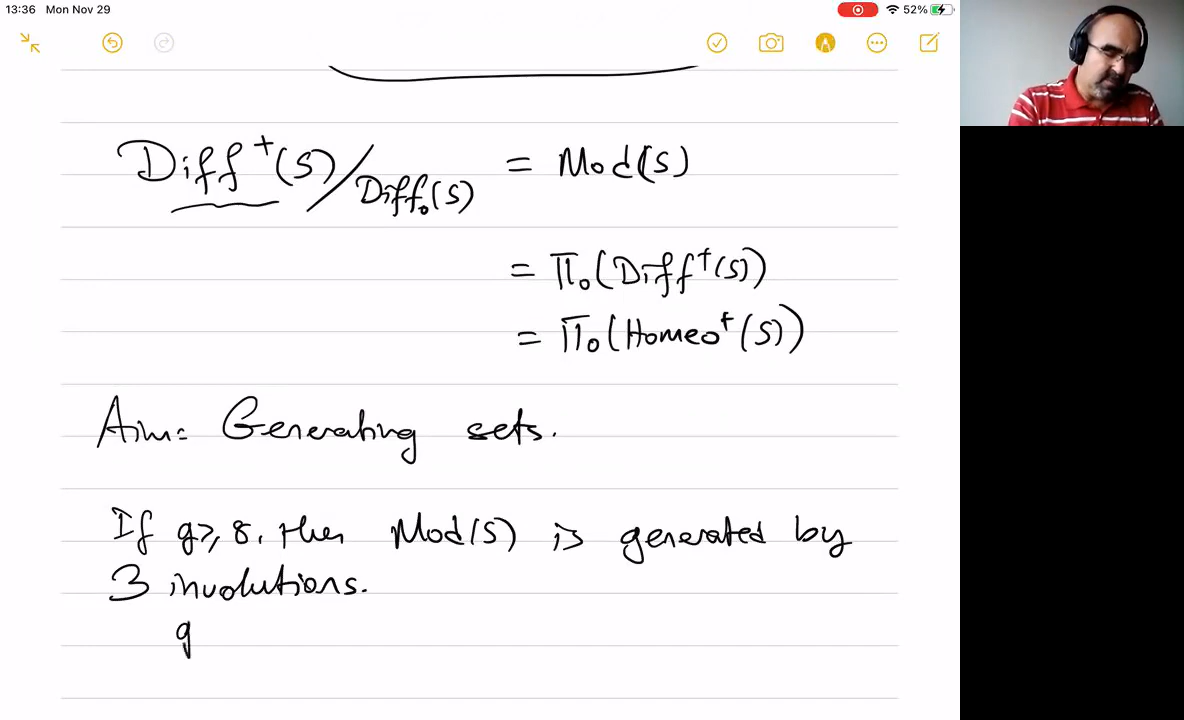 13:36 Mon Nov 29
52%
Diff⁺(S)/Diff₀(S) = Mod(S)
= π₀(Diff⁺(S))
= π₀(Homeo⁺(S))
Aim: Generating sets.
If g ≥ 8, then Mod(S) is generated by
3 involutions.
g